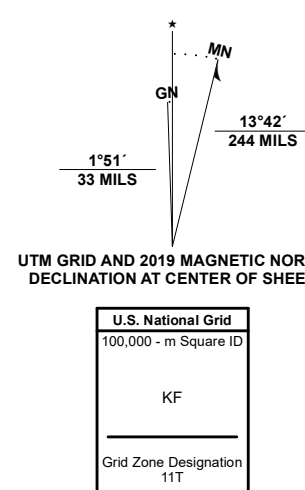 ★
MN
GN
13°42´
244 MILS
1°51´
33 MILS
UTM GRID AND 2019 MAGNETIC NOR
DECLINATION AT CENTER OF SHEE
U.S. National Grid
100,000 - m Square ID
KF
Grid Zone Designation
11T